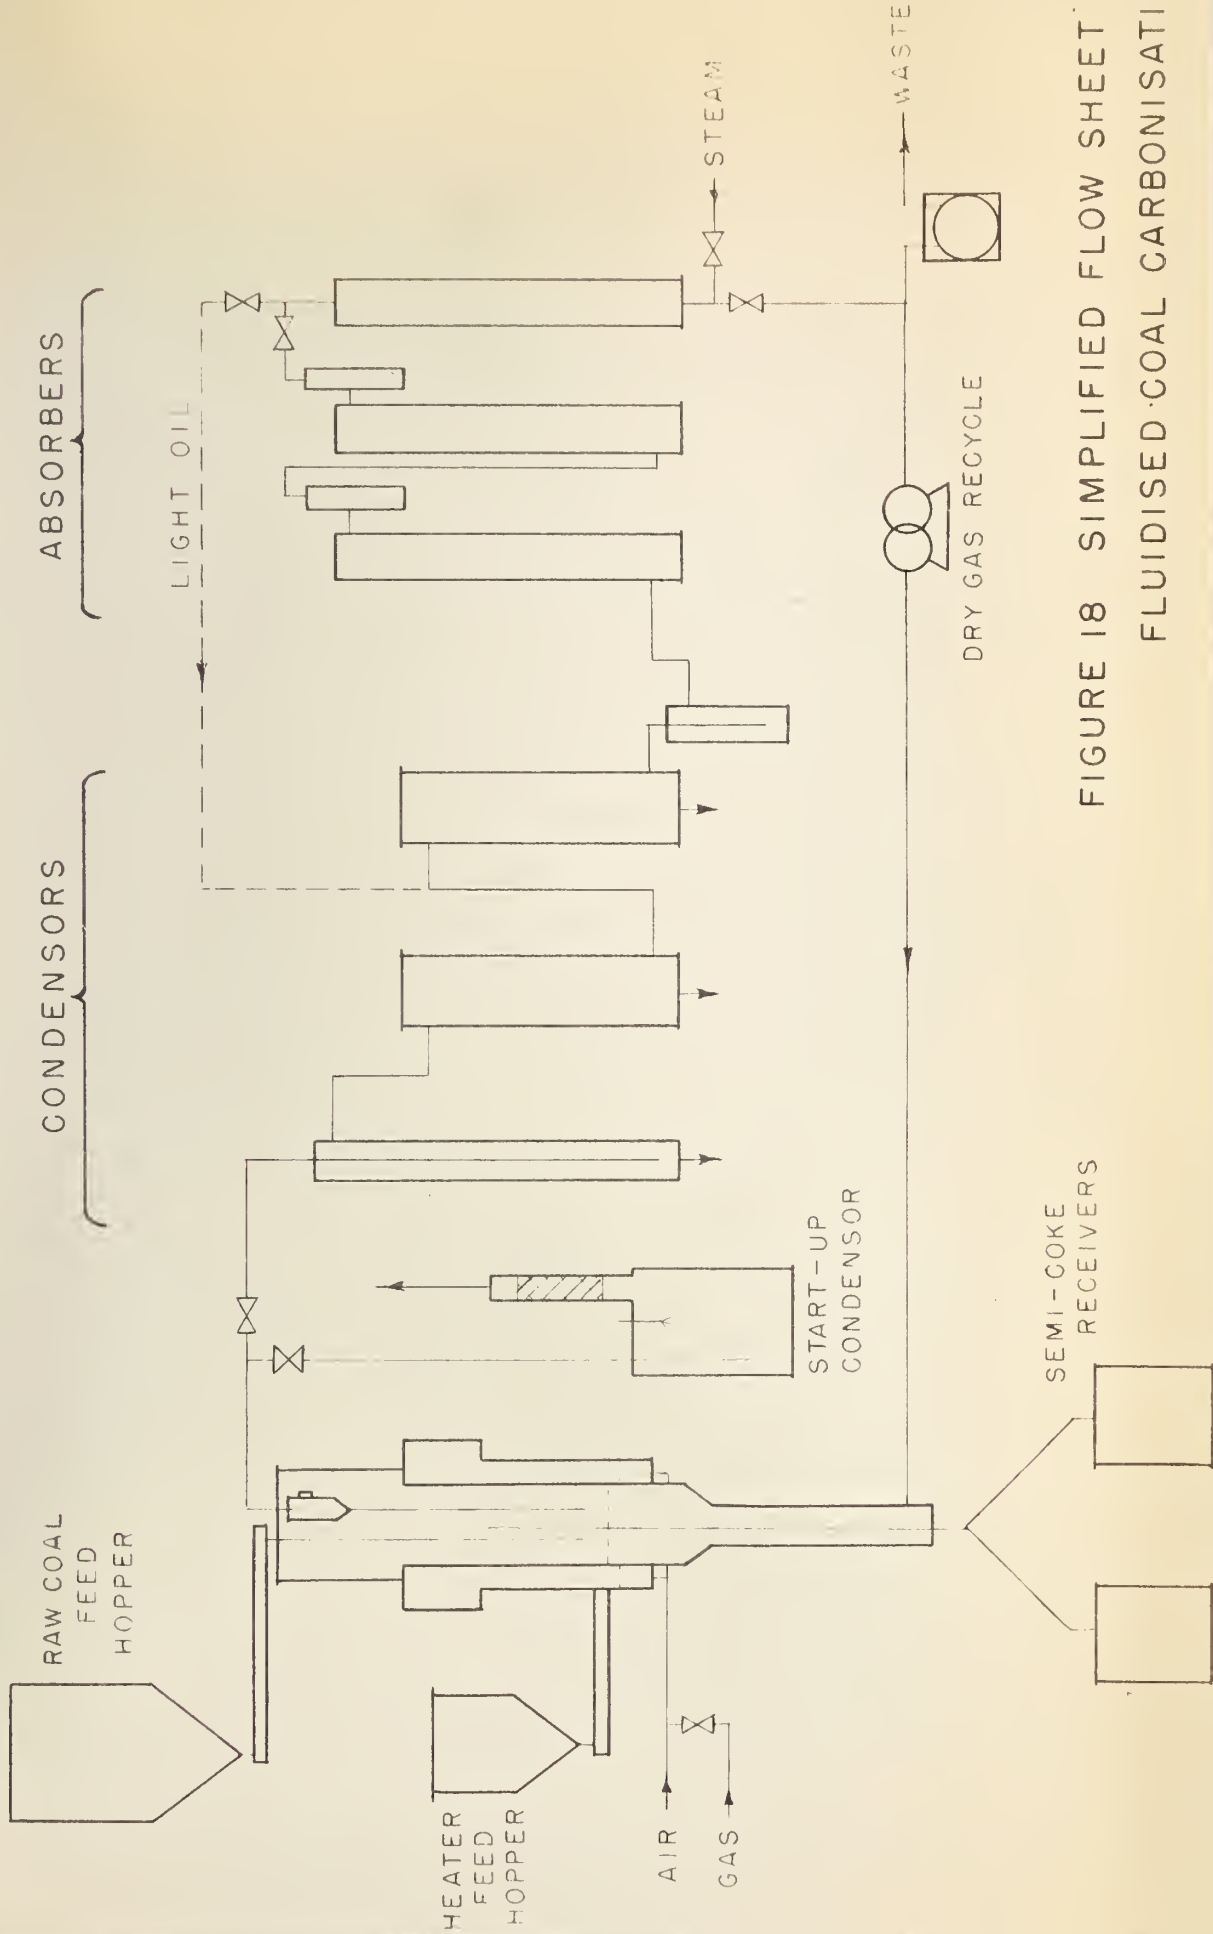 CONDENSORS
ABSORBERS
RAW COAL
FEED
HOPPER
LIGHT OIL
HEATER
FEED
HOPPER
AIR
GAS
START-UP
CONDENSOR
STEAM
WASTE
DRY GAS RECYCLE
SEMI-COKE
RECEIVERS
FIGURE 18 SIMPLIFIED FLOW SHEET
FLUIDISED COAL CARBONISATI